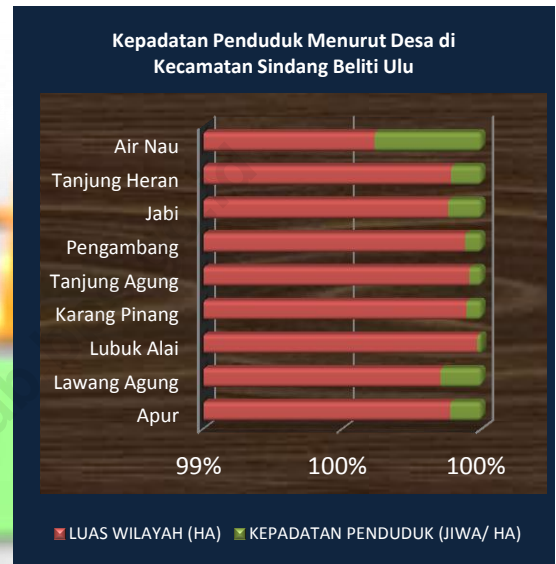 Kepadatan Penduduk Menurut Desa di
Kecamatan Sindang Beliti Ulu
Air Nau
Tanjung Heran
Jabi
Pengambang
Tanjung Agung
Karang Pinang
Lubuk Alai
Lawang Agung
Apur
99% 100% 100%
LUAS WILAYAH (HA) KEPADATAN PENDUDUK (JIWA/ HA)